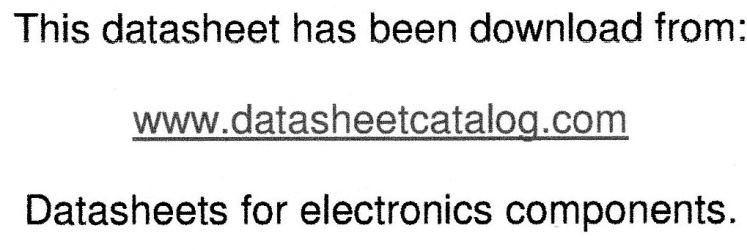 This datasheet has been download from:
www.datasheetcatalog.com
Datasheets for electronics components.